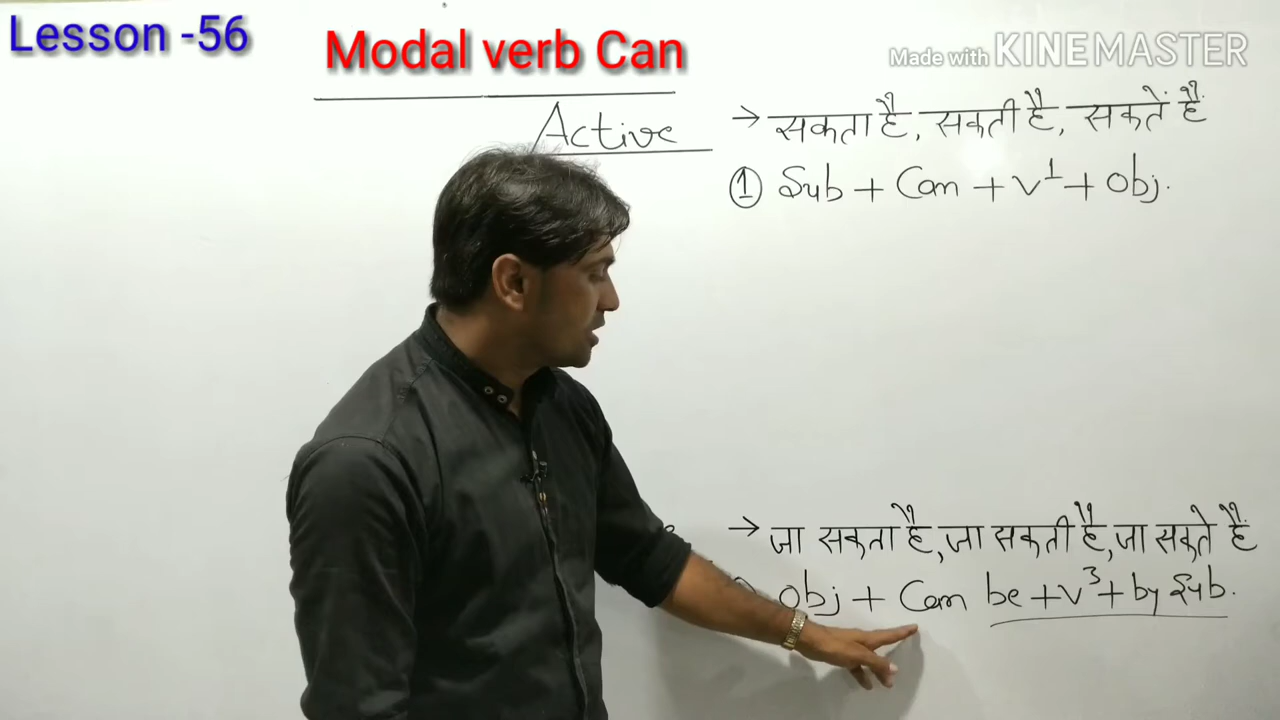 Lesson -56
Modal verb Can
Made with KINEMASTER
Active → सकता है, सकती है, सकतें हैं
① Sub + Can + V¹ + Obj.
→ जा सकता है, जा सकती है, जा सकते हैं
Obj + Can be + V³ + by Sub.